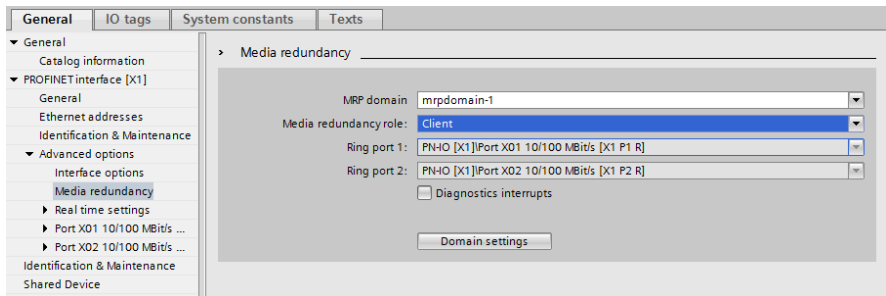 General
IO tags
System constants
Texts
General
Catalog information
PROFINET interface [X1]
General
Ethernet addresses
Identification & Maintenance
Advanced options
Interface options
Media redundancy
Real time settings
Port X01 10/100 MBit/s ...
Port X02 10/100 MBit/s ...
Identification & Maintenance
Shared Device
Media redundancy
MRP domain mrpdomain-1
Media redundancy role: Client
Ring port 1: PN-IO [X1]\Port X01 10/100 MBit/s [X1 P1 R]
Ring port 2: PN-IO [X1]\Port X02 10/100 MBit/s [X1 P2 R]
Diagnostics interrupts
Domain settings